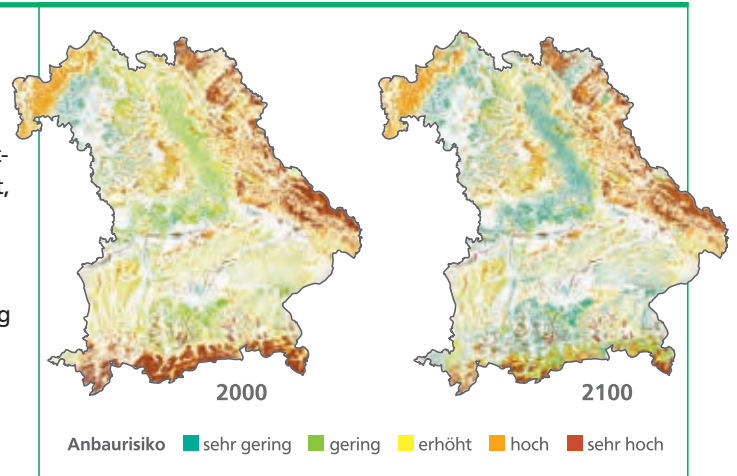 t-
t,
g
2000
2100
Anbaurisiko sehr gering gering erhöht hoch sehr hoch